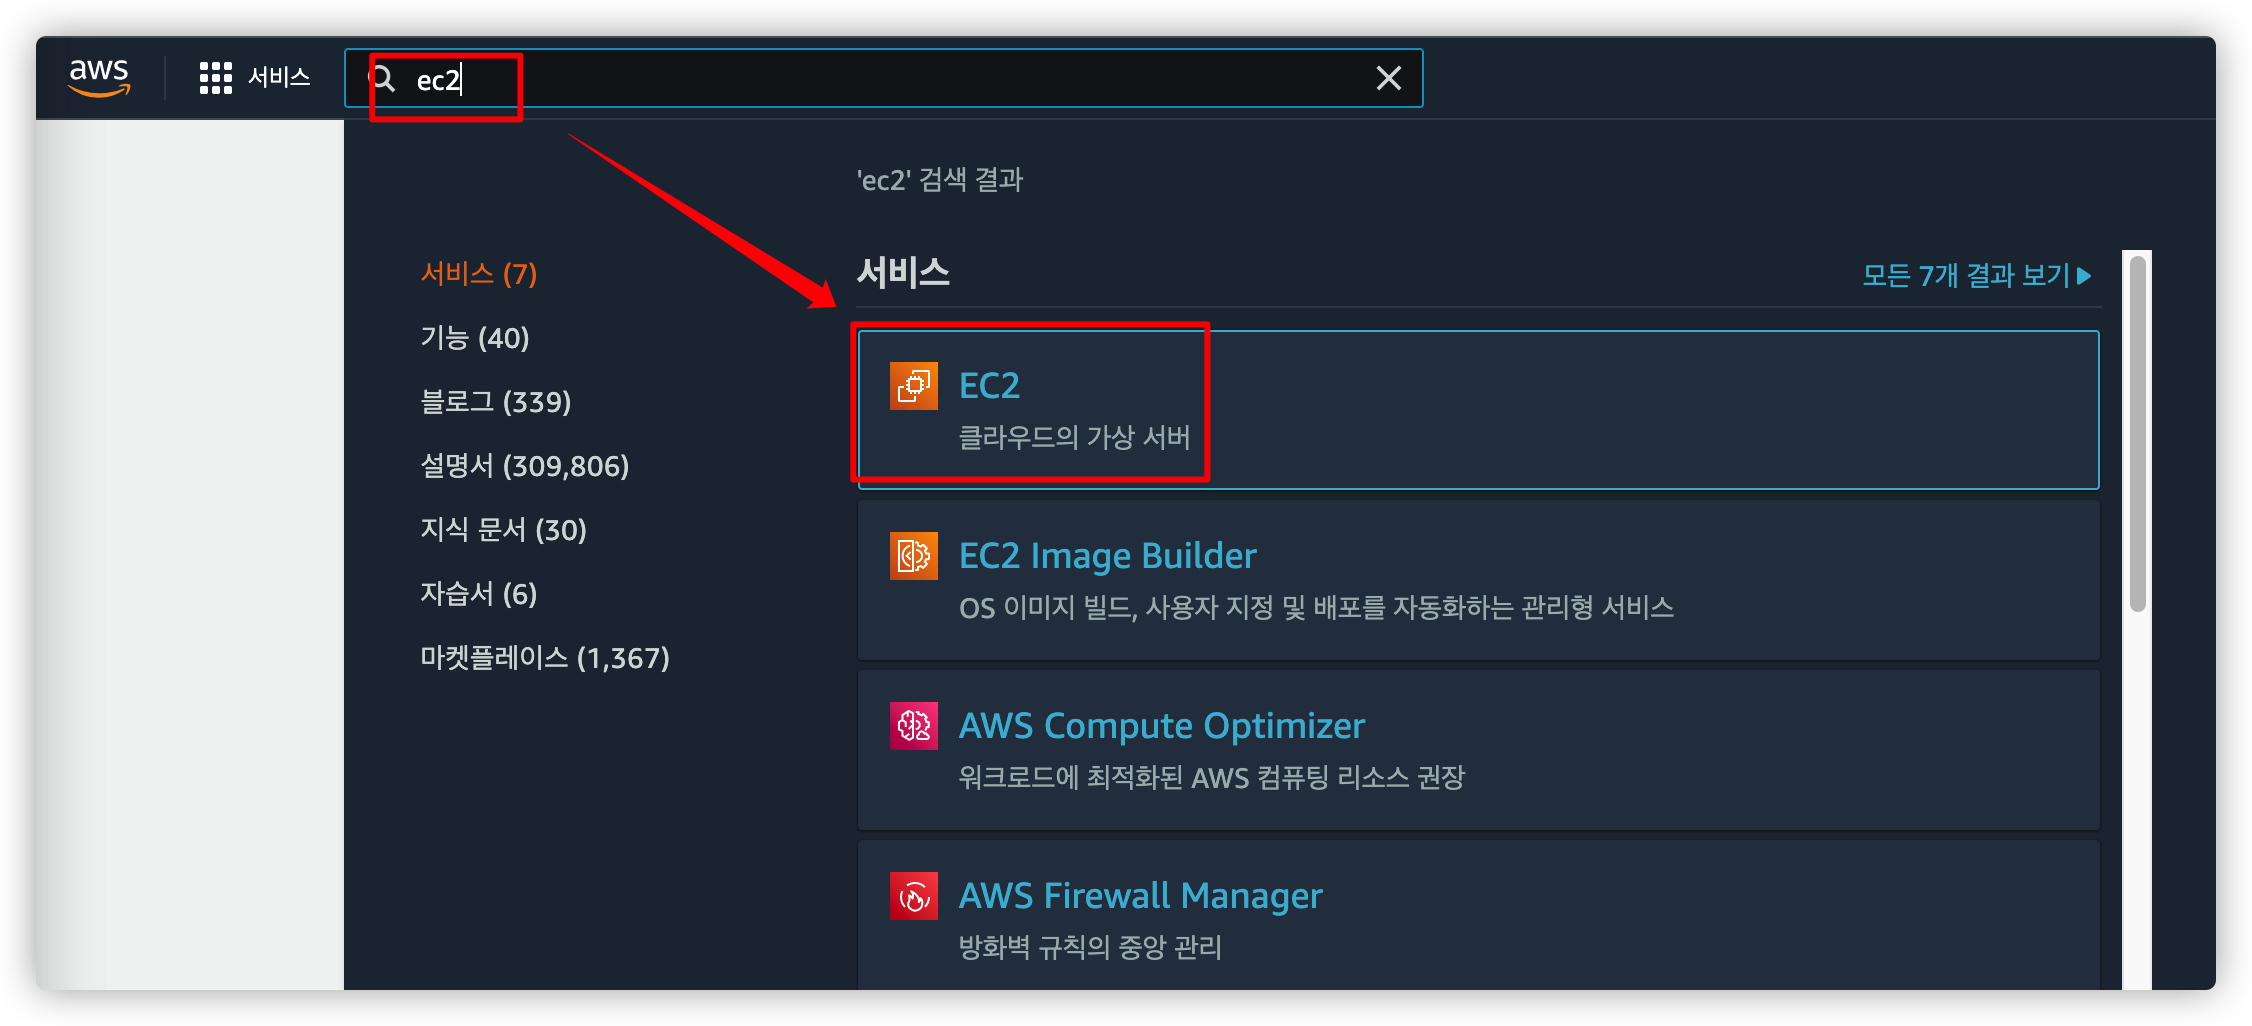 aws
서비스
ec2
'ec2' 검색 결과
서비스 (7)
기능 (40)
블로그 (339)
설명서 (309,806)
지식 문서 (30)
자습서 (6)
마켓플레이스 (1,367)
서비스
모든 7개 결과 보기
EC2
클라우드의 가상 서버
EC2 Image Builder
OS 이미지 빌드, 사용자 지정 및 배포를 자동화하는 관리형 서비스
AWS Compute Optimizer
워크로드에 최적화된 AWS 컴퓨팅 리소스 권장
AWS Firewall Manager
방화벽 규칙의 중앙 관리